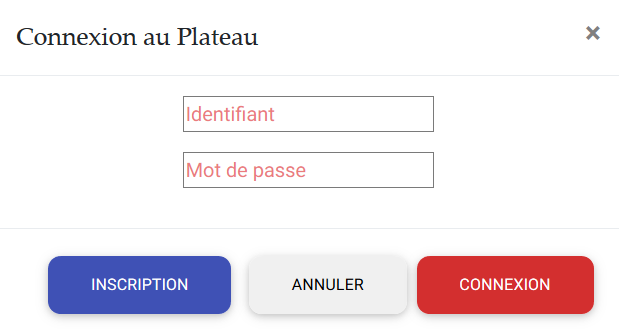 Connexion au Plateau
Identifiant
Mot de passe
INSCRIPTION ANNULER CONNEXION